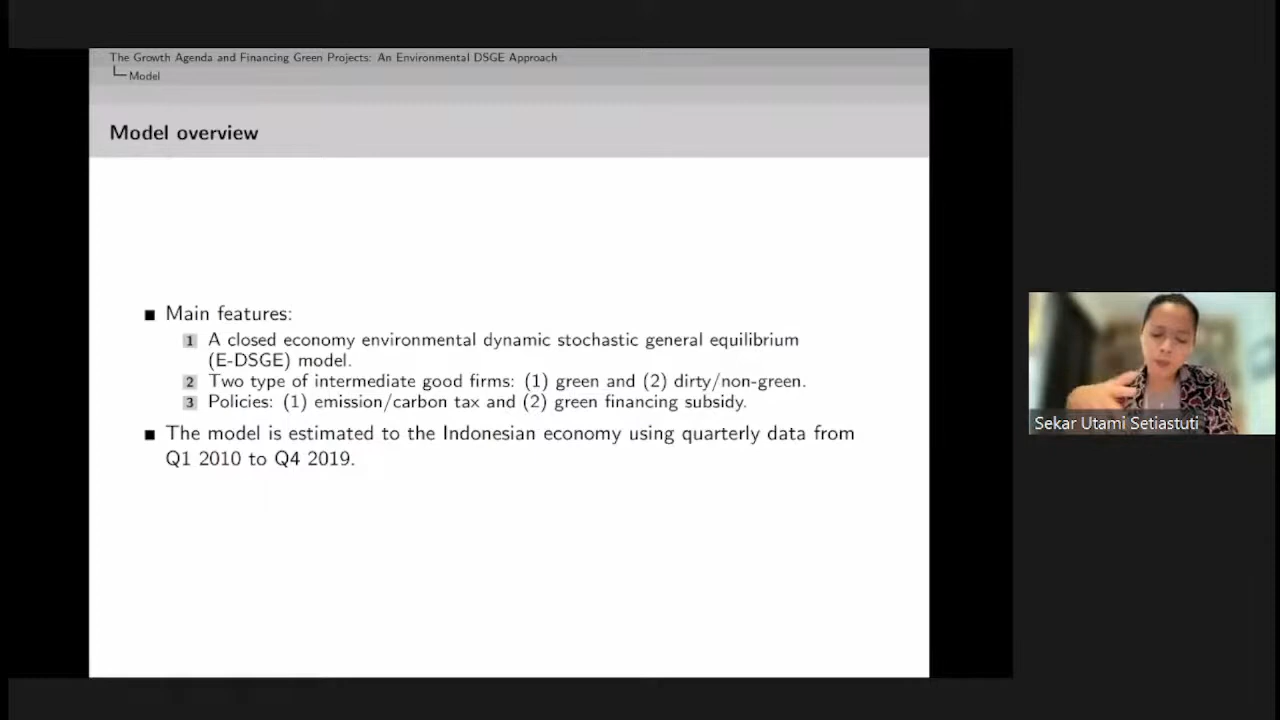 The Growth Agenda and Financing Green Projects: An Environmental DSGE Approach
Model
Model overview
Main features:
1 A closed economy environmental dynamic stochastic general equilibrium
(E-DSGE) model.
2 Two type of intermediate good firms: (1) green and (2) dirty/non-green.
3 Policies: (1) emission/carbon tax and (2) green financing subsidy.
The model is estimated to the Indonesian economy using quarterly data from
Q1 2010 to Q4 2019.
Sekar Utami Setiastuti